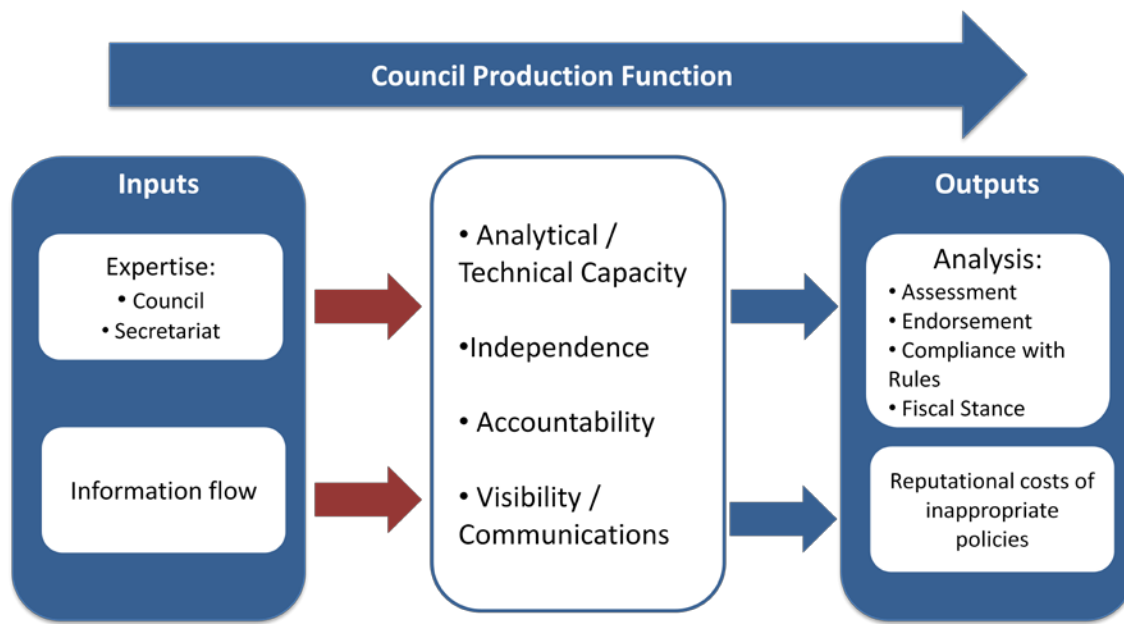 Council Production Function
Inputs
Expertise:
• Council
• Secretariat
Information flow
• Analytical /
Technical Capacity
•Independence
• Accountability
• Visibility /
Communications
Outputs
Analysis:
• Assessment
• Endorsement
• Compliance with
Rules
• Fiscal Stance
Reputational costs of
inappropriate
policies